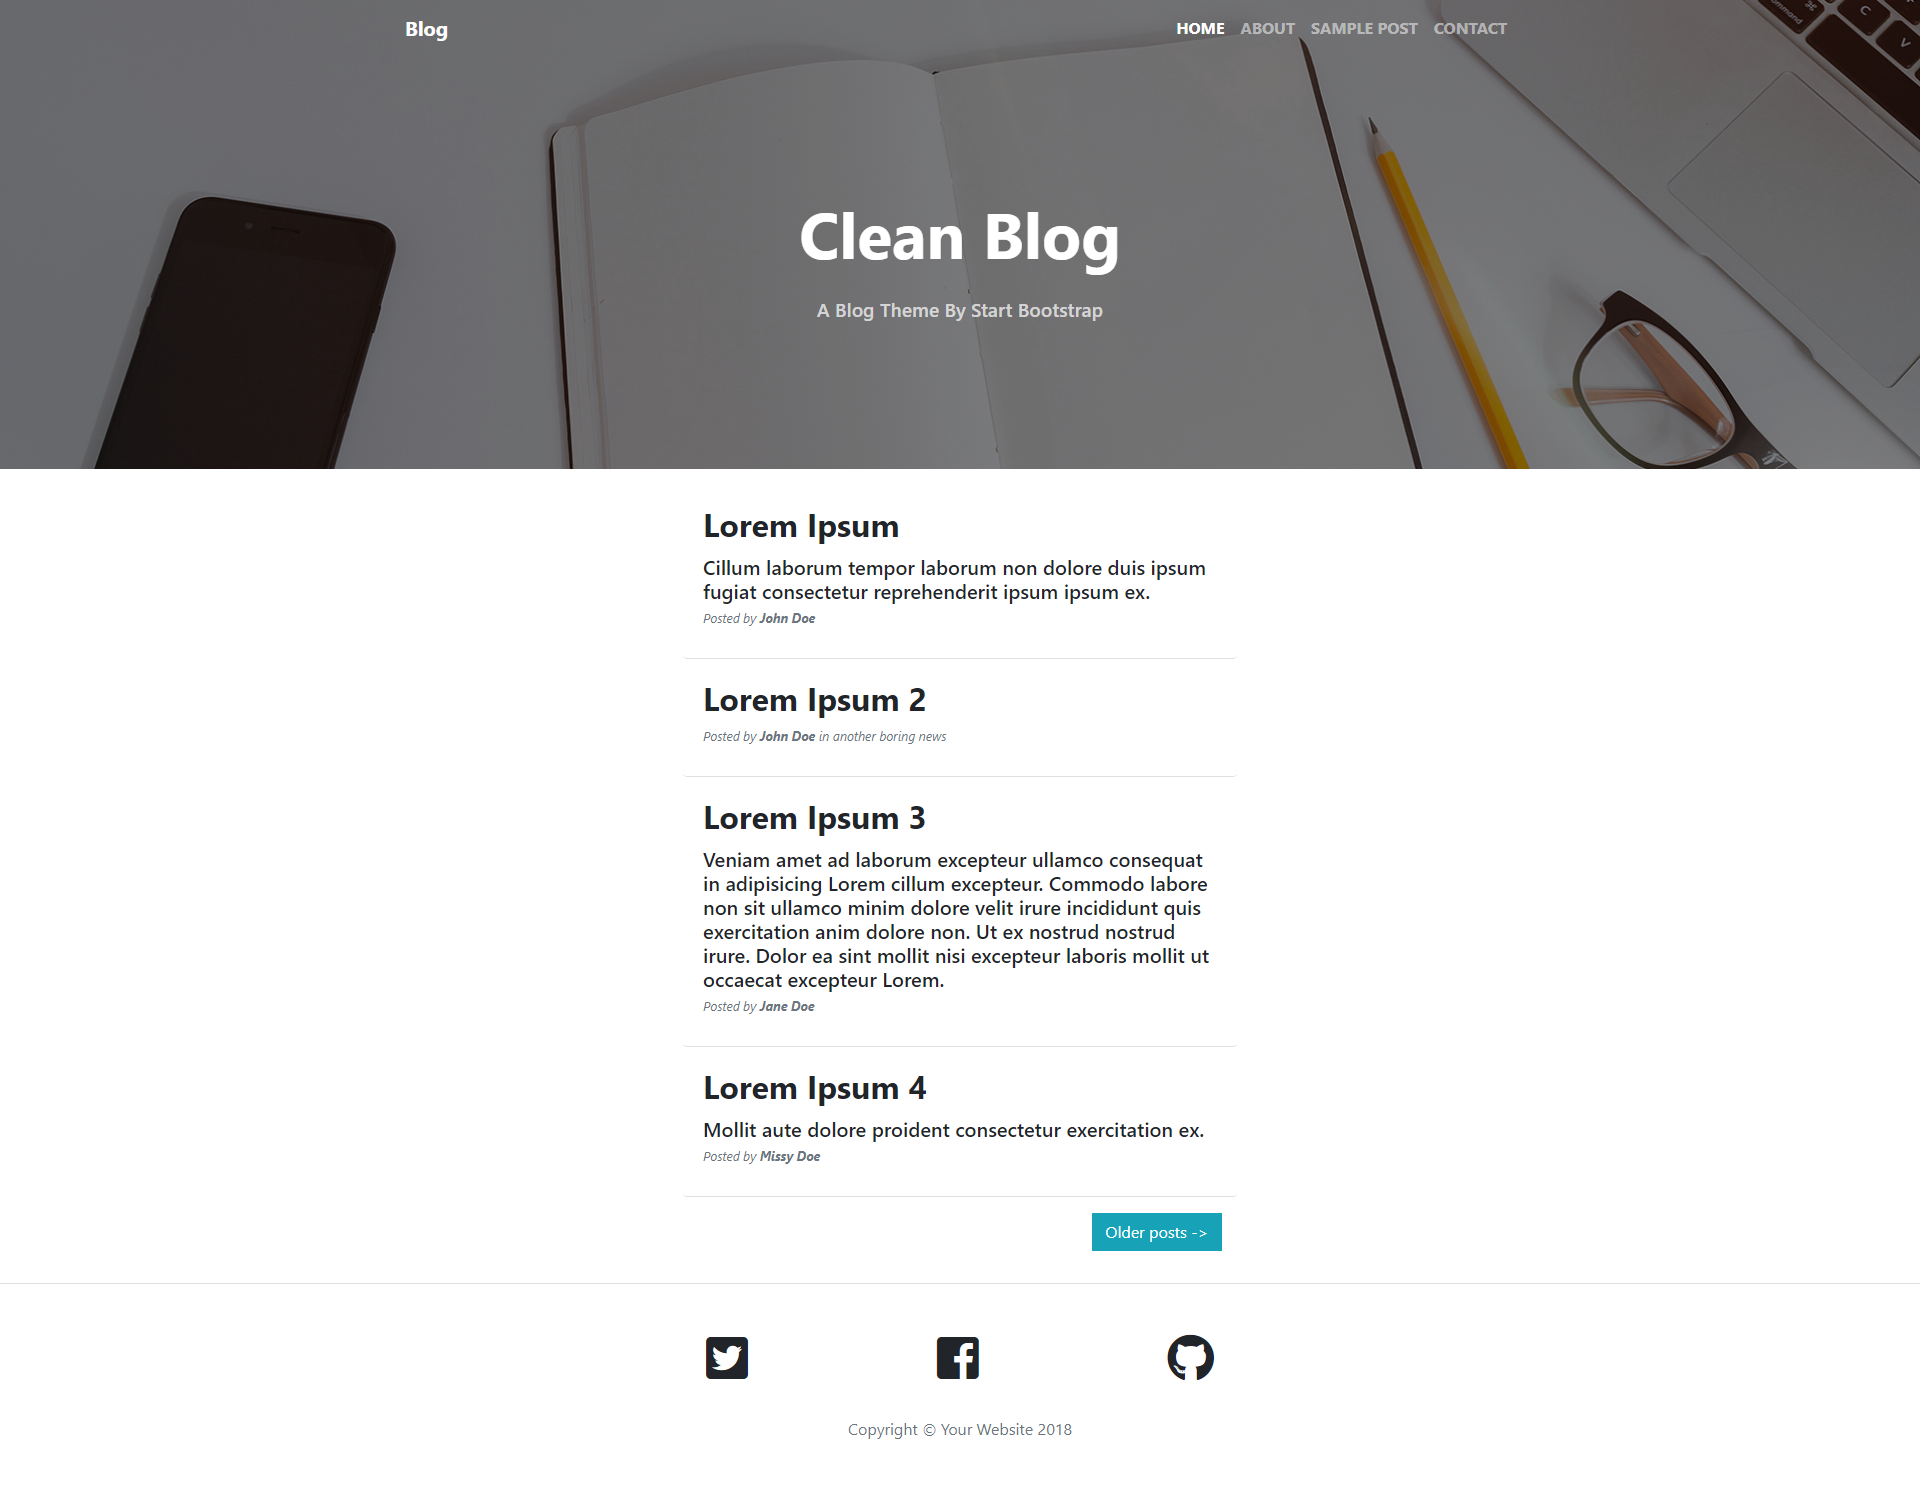 Blog
HOME ABOUT SAMPLE POST CONTACT
command
C
V
Clean Blog
A Blog Theme By Start Bootstrap
Lorem Ipsum
Cillum laborum tempor laborum non dolore duis ipsum
fugiat consectetur reprehenderit ipsum ipsum ex.
Posted by John Doe
Lorem Ipsum 2
Posted by John Doe in another boring news
Lorem Ipsum 3
Veniam amet ad laborum excepteur ullamco consequat
in adipisicing Lorem cillum excepteur. Commodo labore
non sit ullamco minim dolore velit irure incididunt quis
exercitation anim dolore non. Ut ex nostrud nostrud
irure. Dolor ea sint mollit nisi excepteur laboris mollit ut
occaecat excepteur Lorem.
Posted by Jane Doe
Lorem Ipsum 4
Mollit aute dolore proident consectetur exercitation ex.
Posted by Missy Doe
Older posts ->
Copyright © Your Website 2018